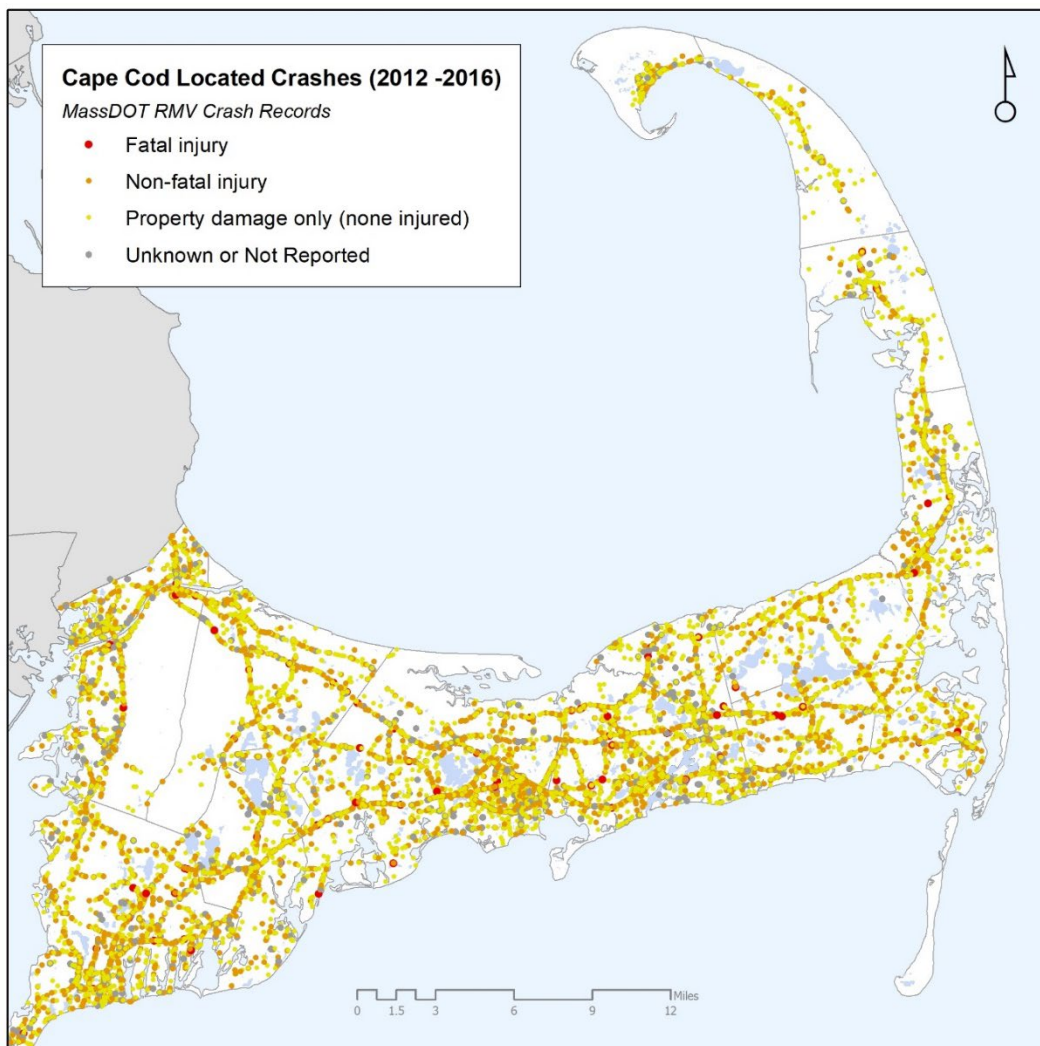 Cape Cod Located Crashes (2012 -2016)
MassDOT RMV Crash Records
Fatal injury
Non-fatal injury
Property damage only (none injured)
Unknown or Not Reported
Miles
0 1.5 3 6 9 12